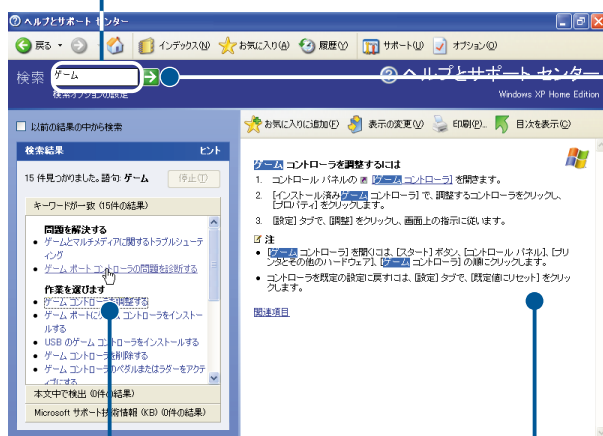 ヘルプとサポート センター
戻る
インデックス(N)
お気に入り(A)
履歴(Y)
サポート(U)
オプション(O)
検索
ゲーム
検索オプションの設定
ヘルプとサポート センター
Windows XP Home Edition
以前の結果の中から検索
お気に入りに追加(F)
表示の変更(V)
印刷(P)...
目次を表示(C)
検索結果
ヒント
15 件見つかりました。語句: ゲーム
停止(T)
キーワードが一致 (15件の結果)
問題を解決する
ゲームとマルチメディアに関するトラブルシューテ
ィング
ゲーム ポート コントローラの問題を診断する
作業を選びます
ゲーム コントローラを調整する
ゲーム ポートに コントローラをインストー
ルする
USB のゲーム コントローラをインストールする
ゲーム コントローラを削除する
ゲーム コントローラのペダルまたはラダーをアクテ
ィブにする
本文中で検出 (0件の結果)
Microsoft サポート技術情報 (KB) (0件の結果)
ゲーム コントローラを調整するには
1. コントロール パネルの [ゲーム コントローラ] を開きます。
2. [インストール済みゲーム コントローラ] で、調整するコントローラをクリックし、
[プロパティ] をクリックします。
3. [設定] タブで、[調整] をクリックし、画面上の指示に従います。
注
[ゲーム コントローラ] を開くには、[スタート] ボタン、[コントロール パネル]、[プリ
ンタとその他のハードウェア]、[ゲーム コントローラ] の順にクリックします。
コントローラを既定の設定に戻すには、[設定] タブで、[既定値にリセット] をクリッ
クします。
関連項目